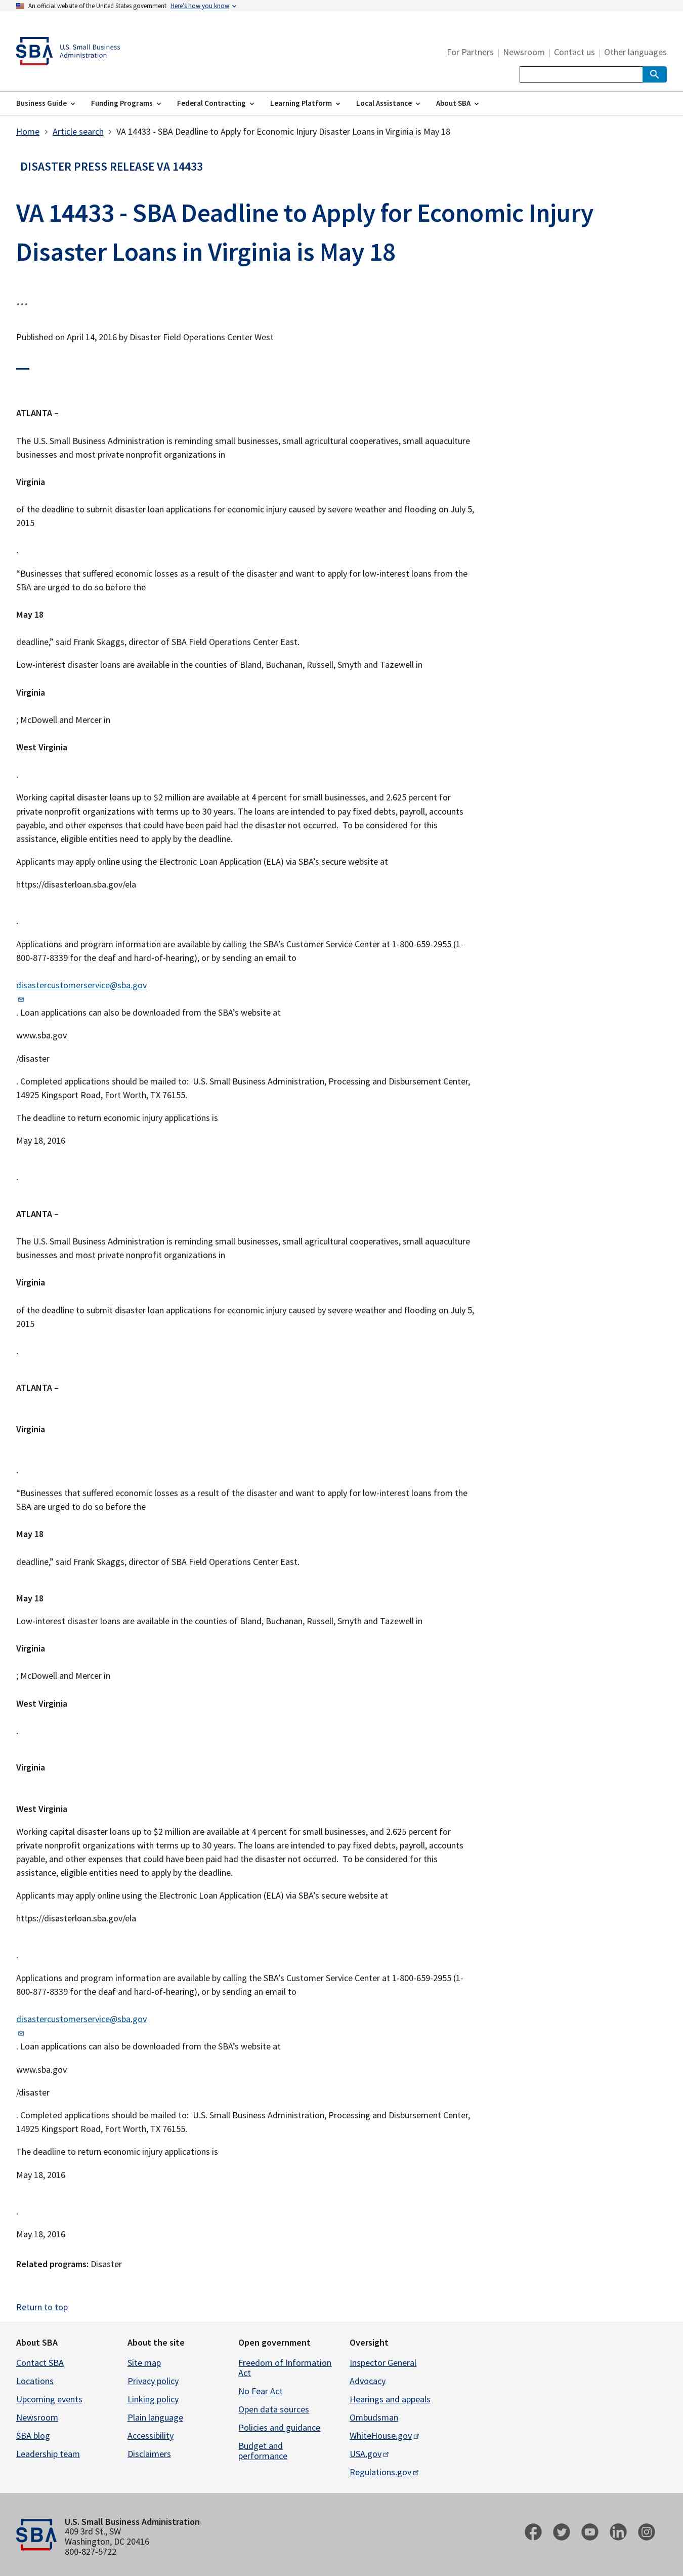 An official website of the United States government Here's how you know
SBA U.S. Small Business
Administration
For Partners Newsroom Contact us Other languages
Business Guide Funding Programs Federal Contracting Learning Platform Local Assistance About SBA
Home Article search VA 14433 - SBA Deadline to Apply for Economic Injury Disaster Loans in Virginia is May 18
DISASTER PRESS RELEASE VA 14433
VA 14433 - SBA Deadline to Apply for Economic Injury
Disaster Loans in Virginia is May 18
...
Published on April 14, 2016 by Disaster Field Operations Center West
ATLANTA –
The U.S. Small Business Administration is reminding small businesses, small agricultural cooperatives, small aquaculture
businesses and most private nonprofit organizations in
Virginia
of the deadline to submit disaster loan applications for economic injury caused by severe weather and flooding on July 5,
2015
.
“Businesses that suffered economic losses as a result of the disaster and want to apply for low-interest loans from the
SBA are urged to do so before the
May 18
deadline,” said Frank Skaggs, director of SBA Field Operations Center East.
Low-interest disaster loans are available in the counties of Bland, Buchanan, Russell, Smyth and Tazewell in
Virginia
; McDowell and Mercer in
West Virginia
.
Working capital disaster loans up to $2 million are available at 4 percent for small businesses, and 2.625 percent for
private nonprofit organizations with terms up to 30 years. The loans are intended to pay fixed debts, payroll, accounts
payable, and other expenses that could have been paid had the disaster not occurred.  To be considered for this
assistance, eligible entities need to apply by the deadline.
Applicants may apply online using the Electronic Loan Application (ELA) via SBA’s secure website at
https://disasterloan.sba.gov/ela
.
Applications and program information are available by calling the SBA’s Customer Service Center at 1-800-659-2955 (1-
800-877-8339 for the deaf and hard-of-hearing), or by sending an email to
disastercustomerservice@sba.gov
. Loan applications can also be downloaded from the SBA’s website at
www.sba.gov
/disaster
. Completed applications should be mailed to:  U.S. Small Business Administration, Processing and Disbursement Center,
14925 Kingsport Road, Fort Worth, TX 76155.
The deadline to return economic injury applications is
May 18, 2016
.
ATLANTA –
The U.S. Small Business Administration is reminding small businesses, small agricultural cooperatives, small aquaculture
businesses and most private nonprofit organizations in
Virginia
of the deadline to submit disaster loan applications for economic injury caused by severe weather and flooding on July 5,
2015
.
ATLANTA –
Virginia
.
“Businesses that suffered economic losses as a result of the disaster and want to apply for low-interest loans from the
SBA are urged to do so before the
May 18
deadline,” said Frank Skaggs, director of SBA Field Operations Center East.
May 18
Low-interest disaster loans are available in the counties of Bland, Buchanan, Russell, Smyth and Tazewell in
Virginia
; McDowell and Mercer in
West Virginia
.
Virginia
West Virginia
Working capital disaster loans up to $2 million are available at 4 percent for small businesses, and 2.625 percent for
private nonprofit organizations with terms up to 30 years. The loans are intended to pay fixed debts, payroll, accounts
payable, and other expenses that could have been paid had the disaster not occurred.  To be considered for this
assistance, eligible entities need to apply by the deadline.
Applicants may apply online using the Electronic Loan Application (ELA) via SBA’s secure website at
https://disasterloan.sba.gov/ela
.
Applications and program information are available by calling the SBA’s Customer Service Center at 1-800-659-2955 (1-
800-877-8339 for the deaf and hard-of-hearing), or by sending an email to
disastercustomerservice@sba.gov
. Loan applications can also be downloaded from the SBA’s website at
www.sba.gov
/disaster
. Completed applications should be mailed to:  U.S. Small Business Administration, Processing and Disbursement Center,
14925 Kingsport Road, Fort Worth, TX 76155.
The deadline to return economic injury applications is
May 18, 2016
.
May 18, 2016
Related programs: Disaster
Return to top
About SBA
Contact SBA
Locations
Upcoming events
Newsroom
SBA blog
Leadership team
About the site
Site map
Privacy policy
Linking policy
Plain language
Accessibility
Disclaimers
Open government
Freedom of Information
Act
No Fear Act
Open data sources
Policies and guidance
Budget and
performance
Oversight
Inspector General
Advocacy
Hearings and appeals
Ombudsman
WhiteHouse.gov
USA.gov
Regulations.gov
SBA
U.S. Small Business Administration
409 3rd St., SW
Washington, DC 20416
800-827-5722